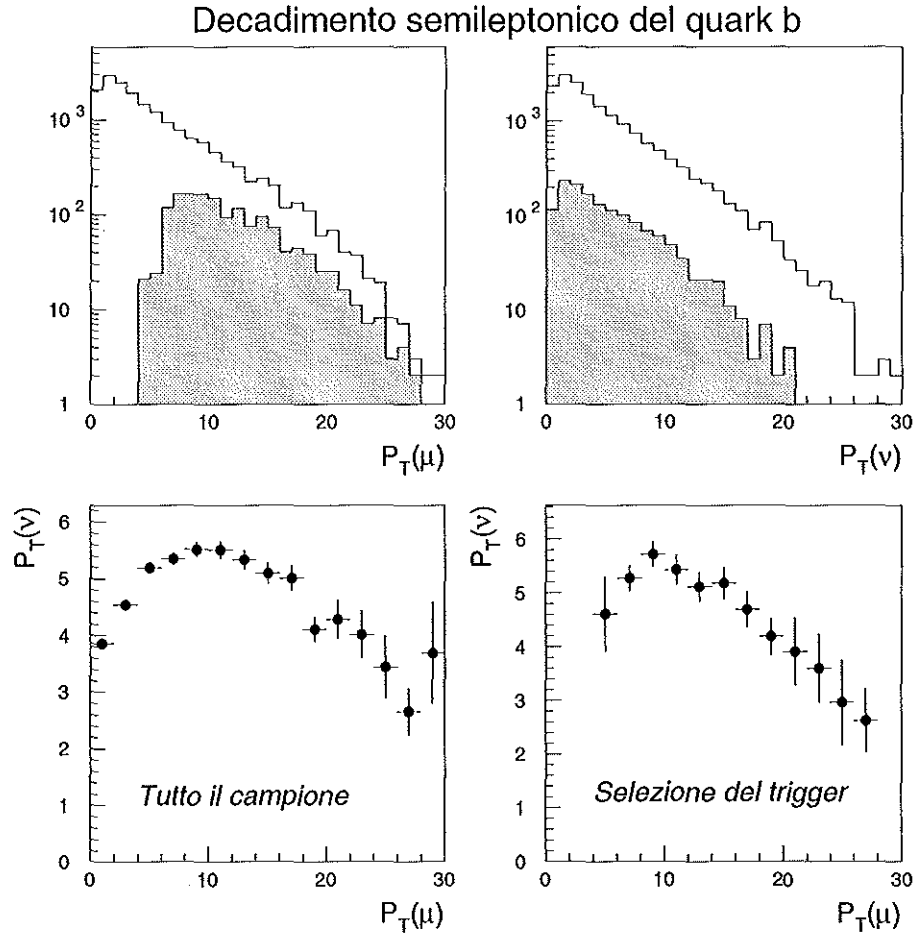 Decadimento semileptonico del quark b
10³
10²
10
1
0 10 20 30
P_T(μ)
10³
10²
10
1
0 10 20 30
P_T(ν)
P_T(ν)
6
5
4
3
2
1
0
Tutto il campione
0 10 20 30
P_T(μ)
P_T(ν)
6
5
4
3
2
1
0
Selezione del trigger
0 10 20 30
P_T(μ)